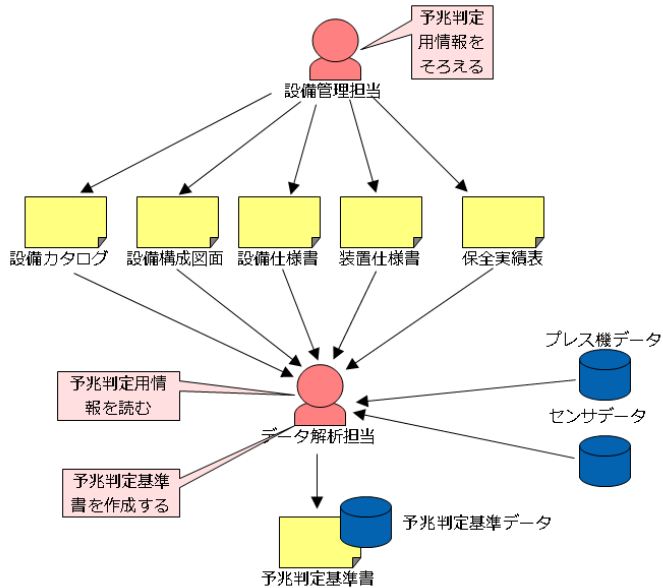 予兆判定
用情報を
そろえる
設備管理担当
設備カタログ
設備構成図面
設備仕様書
装置仕様書
保全実績表
プレス機データ
予兆判定用情
報を読む
センサデータ
データ解析担当
予兆判定基準
書を作成する
予兆判定基準データ
予兆判定基準書